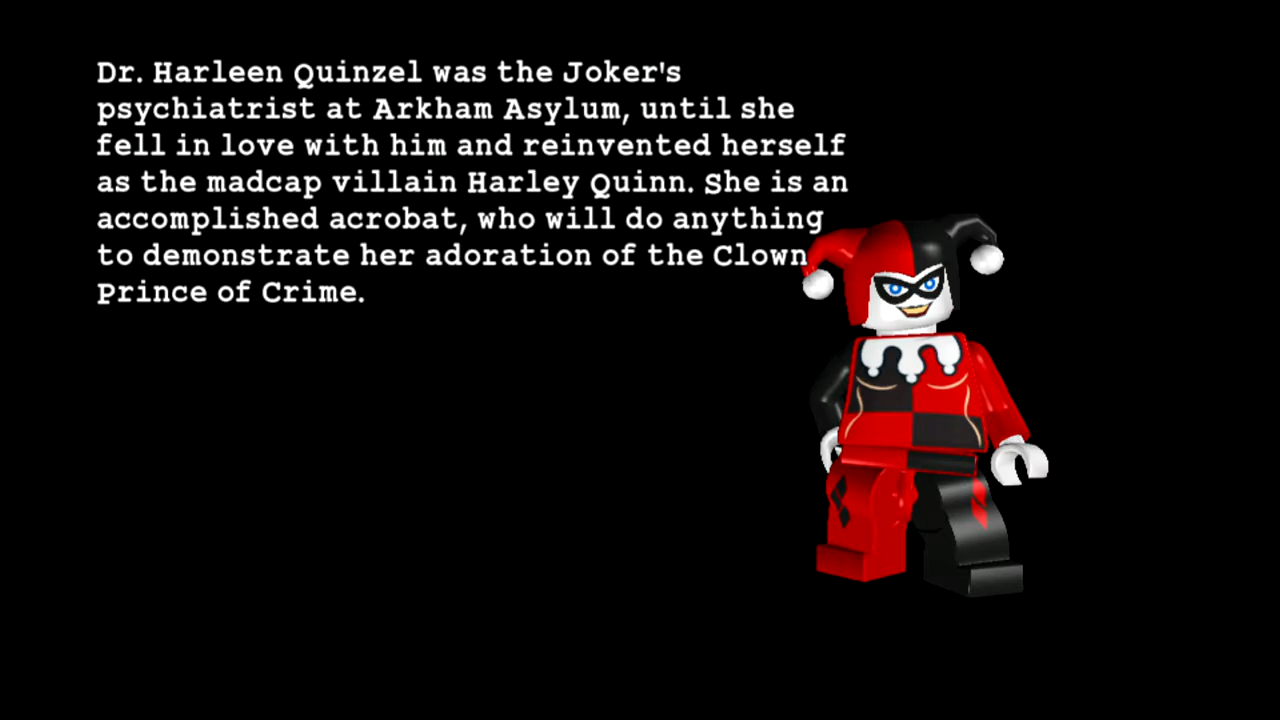 Dr. Harleen Quinzel was the Joker's
psychiatrist at Arkham Asylum, until she
fell in love with him and reinvented herself
as the madcap villain Harley Quinn. She is an
accomplished acrobat, who will do anything
to demonstrate her adoration of the Clown
Prince of Crime.